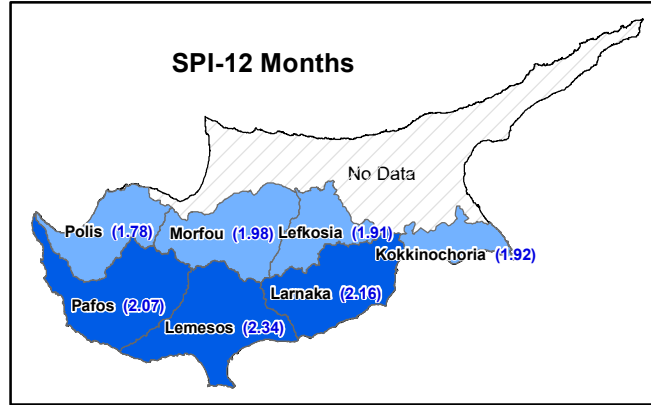 SPI-12 Months
No Data
Polis (1.78)
Morfou (1.98)
Lefkosia (1.91)
Kokkinochoria (1.92)
Pafos (2.07)
Lemesos (2.34)
Larnaka (2.16)